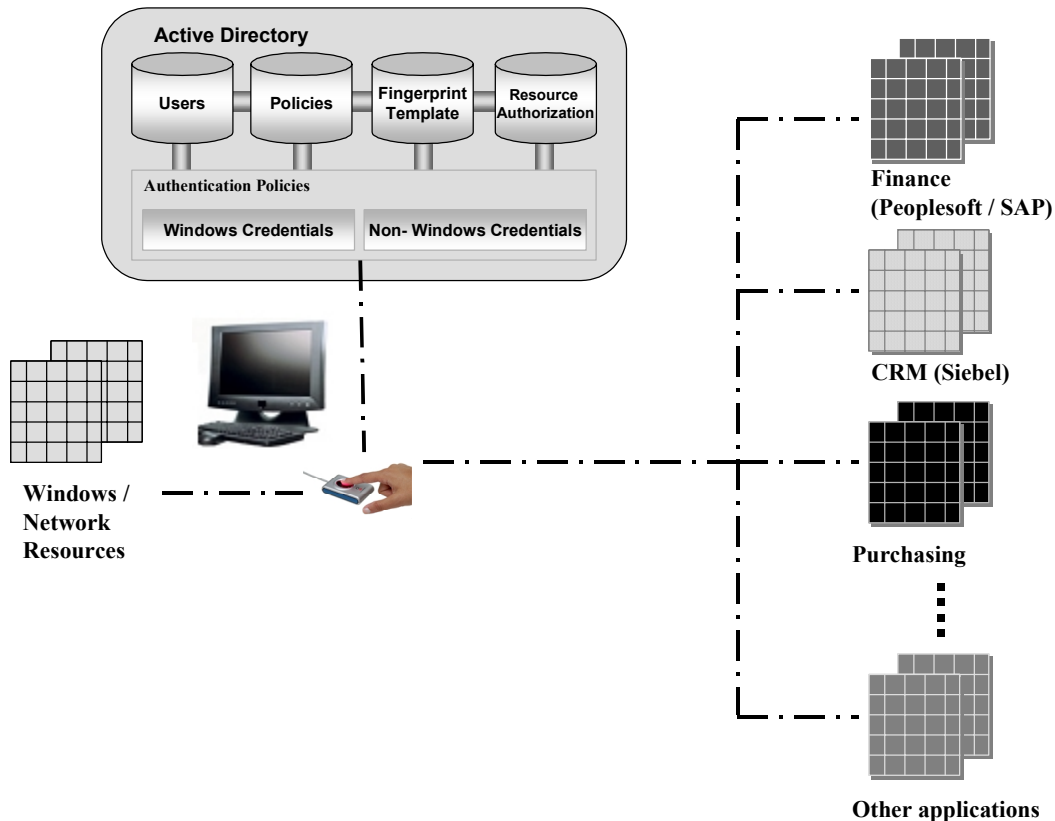 Active Directory
Users
Policies
Fingerprint
Template
Resource
Authorization
Authentication Policies
Windows Credentials
Non- Windows Credentials
Finance
(Peoplesoft / SAP)
CRM (Siebel)
Windows /
Network
Resources
Purchasing
Other applications